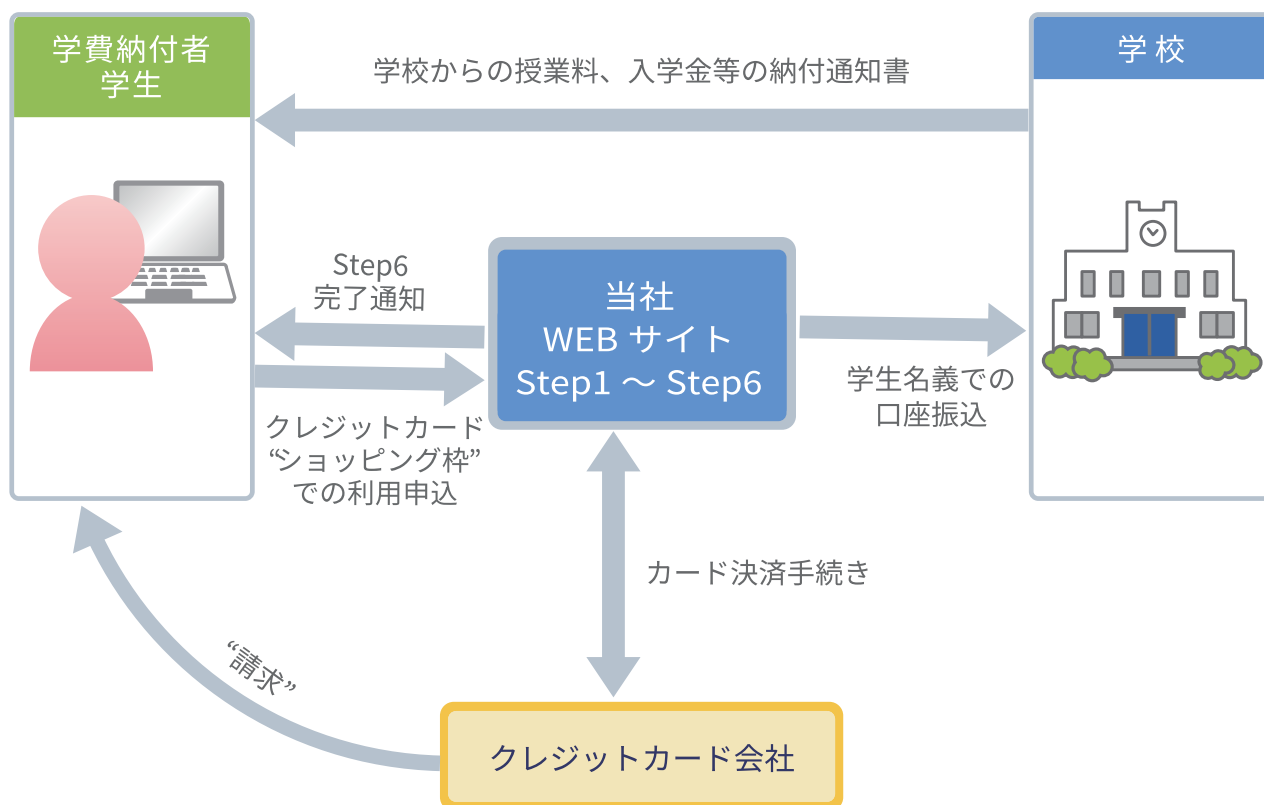 学費納付者
学生
学校からの授業料、入学金等の納付通知書
学 校
Step6
完了通知
当社
WEB サイト
Step1 〜 Step6
クレジットカード
“ショッピング枠”
での利用申込
学生名義での
口座振込
カード決済手続き
“請求”
クレジットカード会社